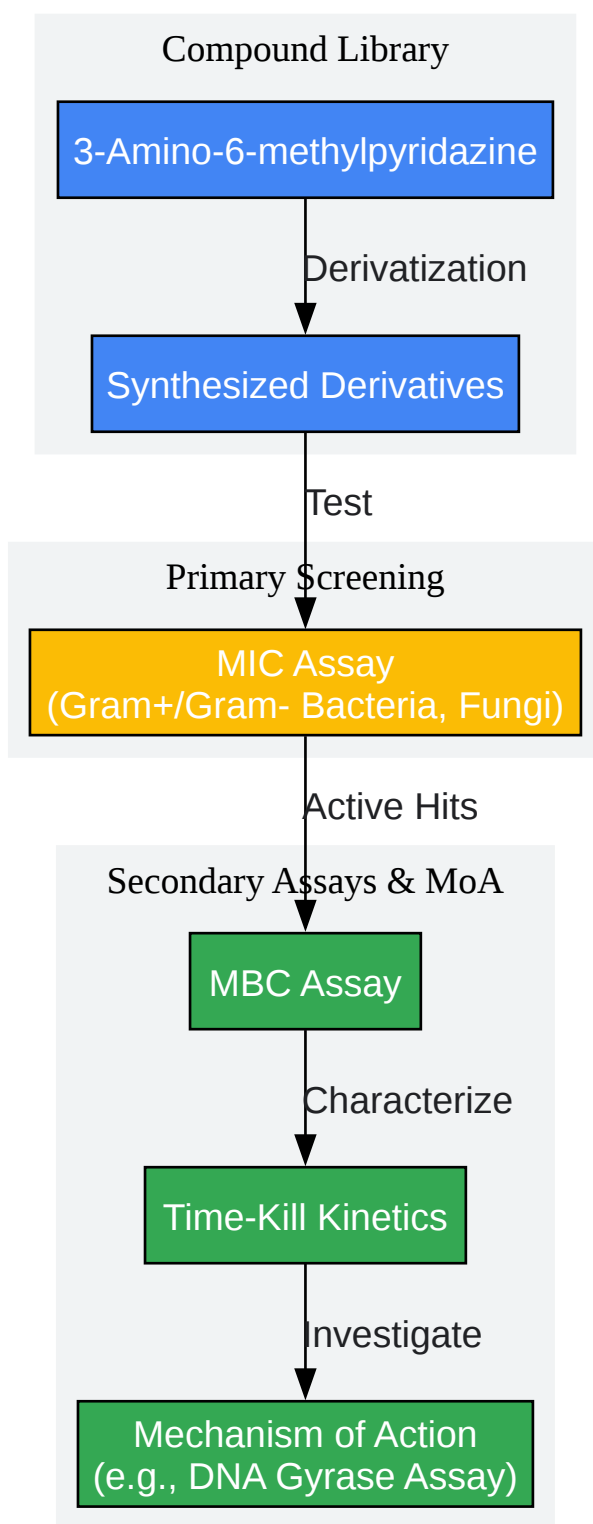 Compound Library
3-Amino-6-methylpyridazine
Derivatization
Synthesized Derivatives
Test
Primary Screening
MIC Assay
(Gram+/Gram- Bacteria, Fungi)
Active Hits
Secondary Assays & MoA
MBC Assay
Characterize
Time-Kill Kinetics
Investigate
Mechanism of Action
(e.g., DNA Gyrase Assay)